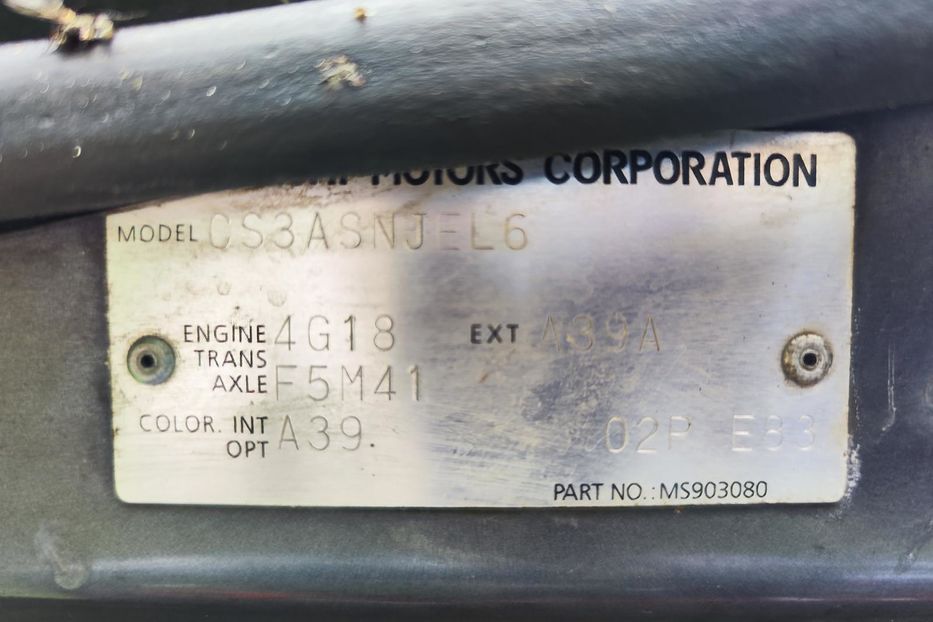 MOTORS CORPORATION
MODEL CS3ASNJEL6
ENGINE 4G18 EXT A39A
TRANS
AXLE F5M41
COLOR. INT
OPT A39. 02P E33
PART NO.:MS903080